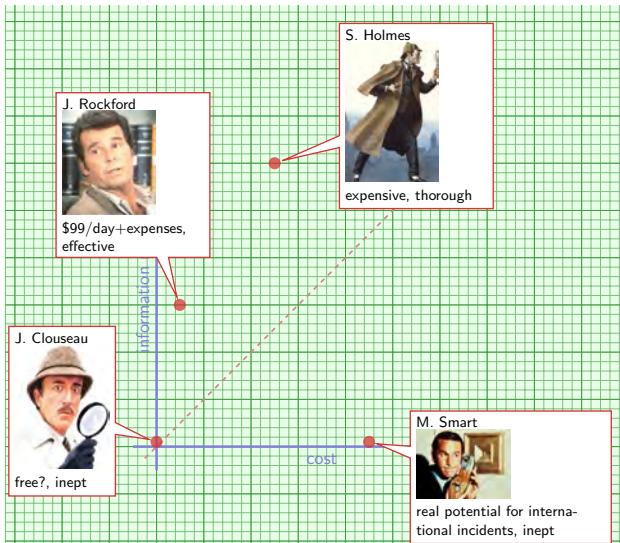 S. Holmes
expensive, thorough
J. Rockford
$99/day+expenses,
effective
information
J. Clouseau
free?, inept
cost
M. Smart
real potential for interna-
tional incidents, inept